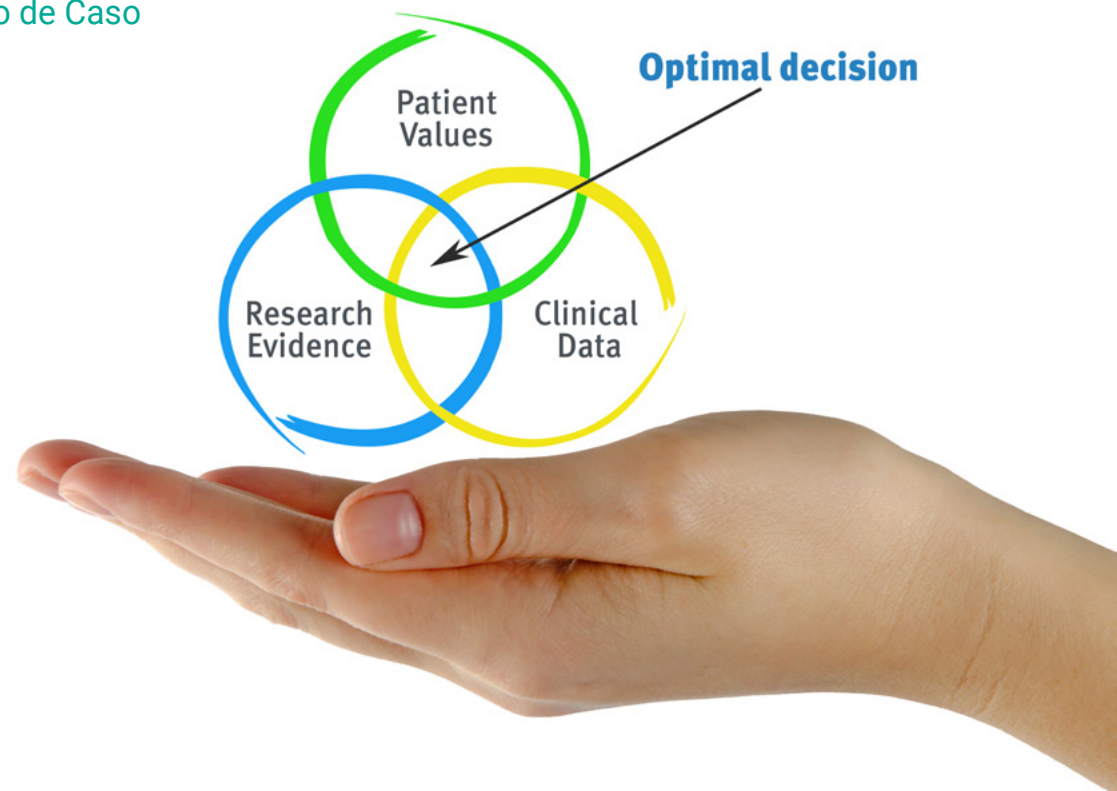 o de Caso
Optimal decision
Patient
Values
Research
Evidence
Clinical
Data